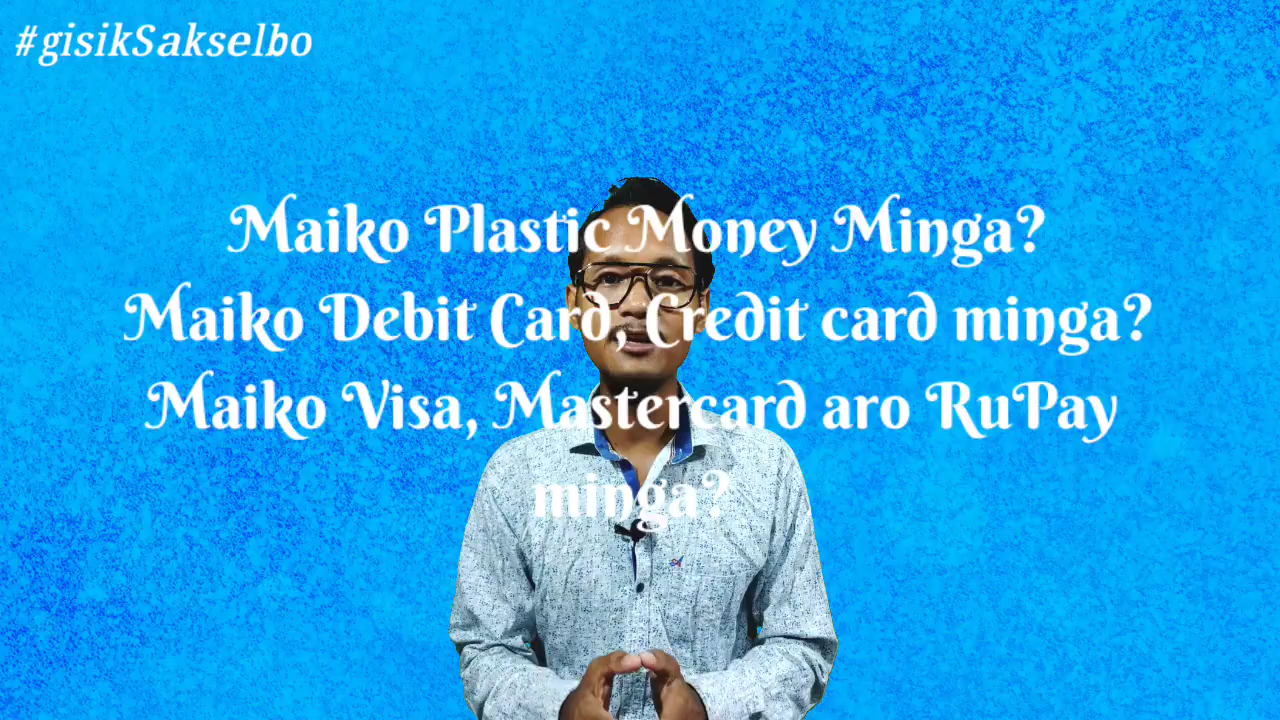 #gisikSakselbo
Maiko Plastic Money Minga?
Maiko Debit Card, Credit card minga?
Maiko Visa, Mastercard aro RuPay
minga?